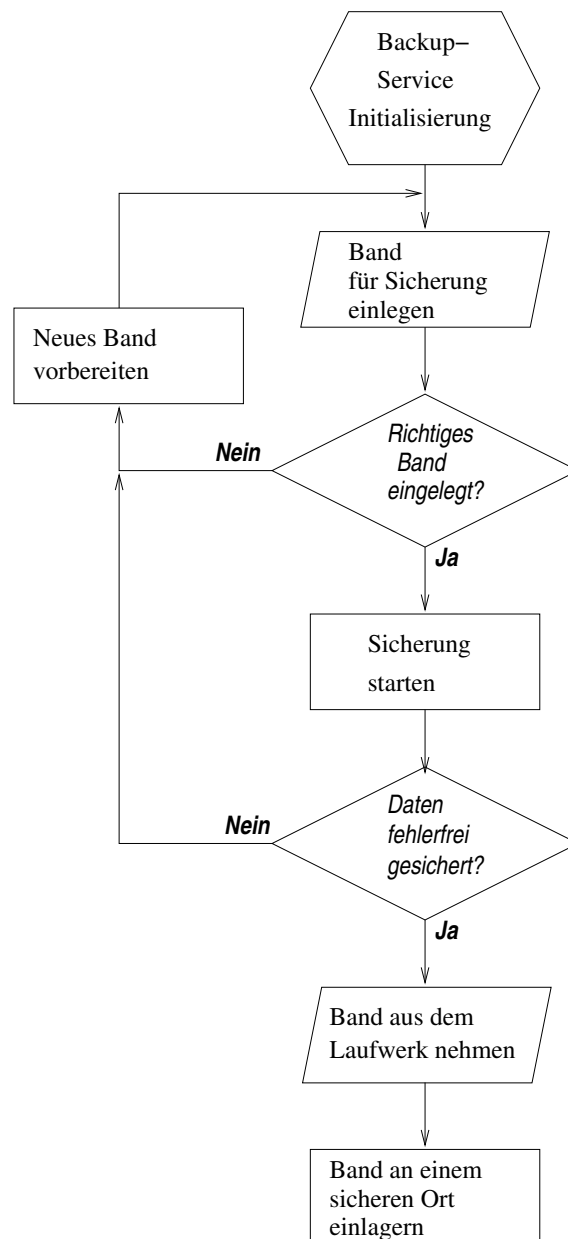 Backup–
Service
Initialisierung
Band
für Sicherung
einlegen
Neues Band
vorbereiten
Richtiges
Band
eingelegt?
Nein
Ja
Sicherung
starten
Daten
fehlerfrei
gesichert?
Nein
Ja
Band aus dem
Laufwerk nehmen
Band an einem
sicheren Ort
einlagern